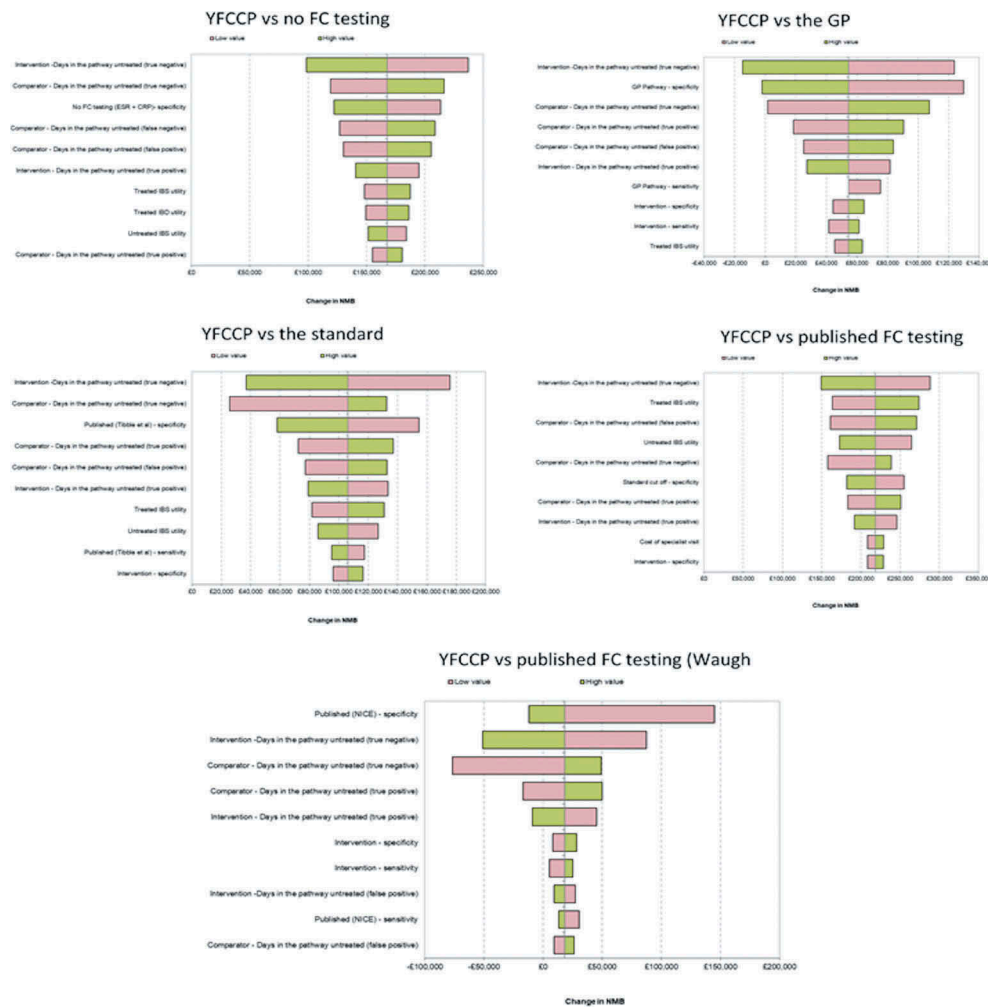 YFCCP vs no FC testing
Low value
High value
Intervention -Days in the pathway untreated (true negative)
Comparator - Days in the pathway untreated (true negative)
No FC testing (ESR + CRP)- specificity
Comparator - Days in the pathway untreated (false negative)
Comparator - Days in the pathway untreated (false positive)
Intervention - Days in the pathway untreated (true positive)
Treated IBS utility
Treated IBD utility
Untreated IBS utility
Comparator - Days in the pathway untreated (true positive)
£0 £50,000 £100,000 £150,000 £200,000 £250,000
Change in NMB
YFCCP vs the GP
Low value
High value
Intervention -Days in the pathway untreated (true negative)
GP Pathway - specificity
Comparator - Days in the pathway untreated (true negative)
Comparator - Days in the pathway untreated (true positive)
Comparator - Days in the pathway untreated (false positive)
Intervention - Days in the pathway untreated (true positive)
GP Pathway - sensitivity
Intervention - specificity
Intervention - sensitivity
Treated IBS utility
-£40,000 -£20,000 £0 £20,000 £40,000 £60,000 £80,000 £100,000 £120,000 £140,000
Change in NMB
YFCCP vs the standard
Low value
High value
Intervention -Days in the pathway untreated (true negative)
Comparator - Days in the pathway untreated (true negative)
Published (Tibble et al) - specificity
Comparator - Days in the pathway untreated (true positive)
Comparator - Days in the pathway untreated (false positive)
Intervention - Days in the pathway untreated (true positive)
Treated IBS utility
Untreated IBS utility
Published (Tibble et al) - sensitivity
Intervention - specificity
£0 £20,000 £40,000 £60,000 £80,000 £100,000 £120,000 £140,000 £160,000 £180,000 £200,000
Change in NMB
YFCCP vs published FC testing
Low value
High value
Intervention -Days in the pathway untreated (true negative)
Treated IBS utility
Comparator - Days in the pathway untreated (false positive)
Untreated IBS utility
Comparator - Days in the pathway untreated (true negative)
Standard cut off - specificity
Comparator - Days in the pathway untreated (true positive)
Intervention - Days in the pathway untreated (true positive)
Cost of specialist visit
Intervention - specificity
£0 £50,000 £100,000 £150,000 £200,000 £250,000 £300,000 £350,000
Change in NMB
YFCCP vs published FC testing (Waugh
Low value
High value
Published (NICE) - specificity
Intervention -Days in the pathway untreated (true negative)
Comparator - Days in the pathway untreated (true negative)
Comparator - Days in the pathway untreated (true positive)
Intervention - Days in the pathway untreated (true positive)
Intervention - specificity
Intervention - sensitivity
Intervention -Days in the pathway untreated (false positive)
Published (NICE) - sensitivity
Comparator - Days in the pathway untreated (false positive)
-£100,000 -£50,000 £0 £50,000 £100,000 £150,000 £200,000
Change in NMB